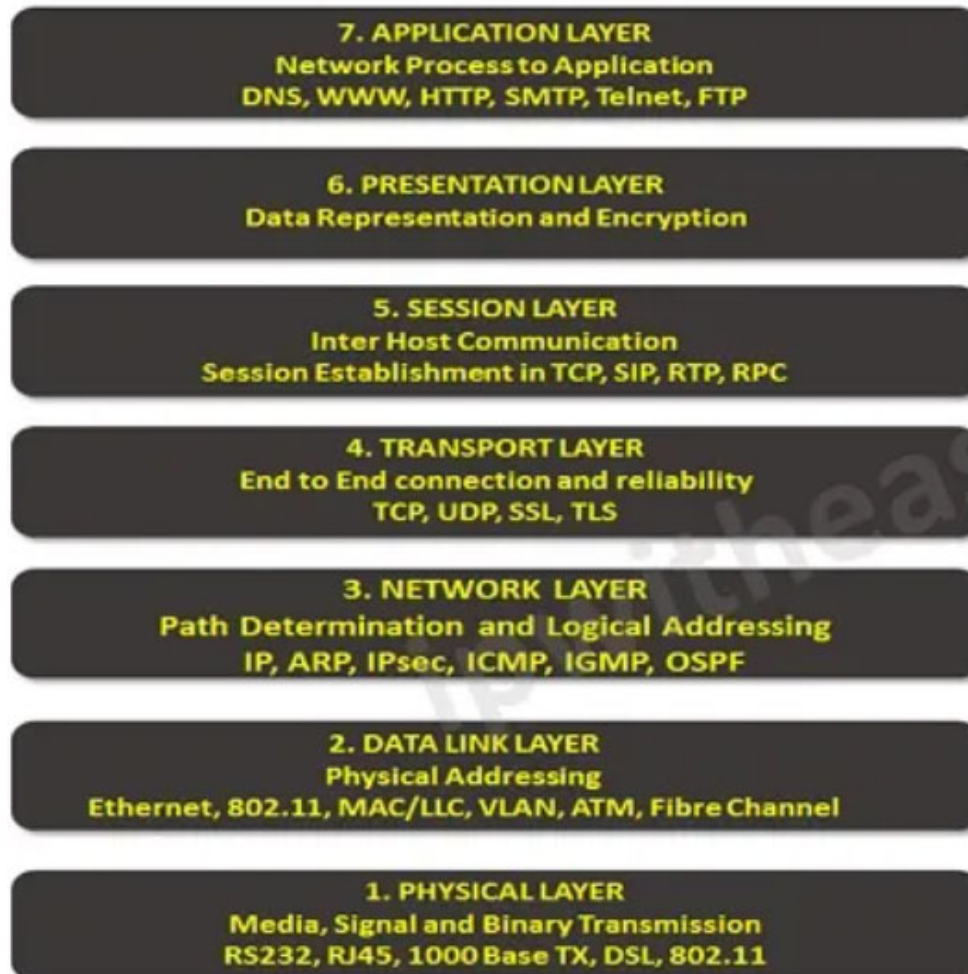 7. APPLICATION LAYER
Network Process to Application
DNS, WWW, HTTP, SMTP, Telnet, FTP
6. PRESENTATION LAYER
Data Representation and Encryption
5. SESSION LAYER
Inter Host Communication
Session Establishment in TCP, SIP, RTP, RPC
4. TRANSPORT LAYER
End to End connection and reliability
TCP, UDP, SSL, TLS
3. NETWORK LAYER
Path Determination and Logical Addressing
IP, ARP, IPsec, ICMP, IGMP, OSPF
2. DATA LINK LAYER
Physical Addressing
Ethernet, 802.11, MAC/LLC, VLAN, ATM, Fibre Channel
1. PHYSICAL LAYER
Media, Signal and Binary Transmission
RS232, RJ45, 1000 Base TX, DSL, 802.11
ipwitheas